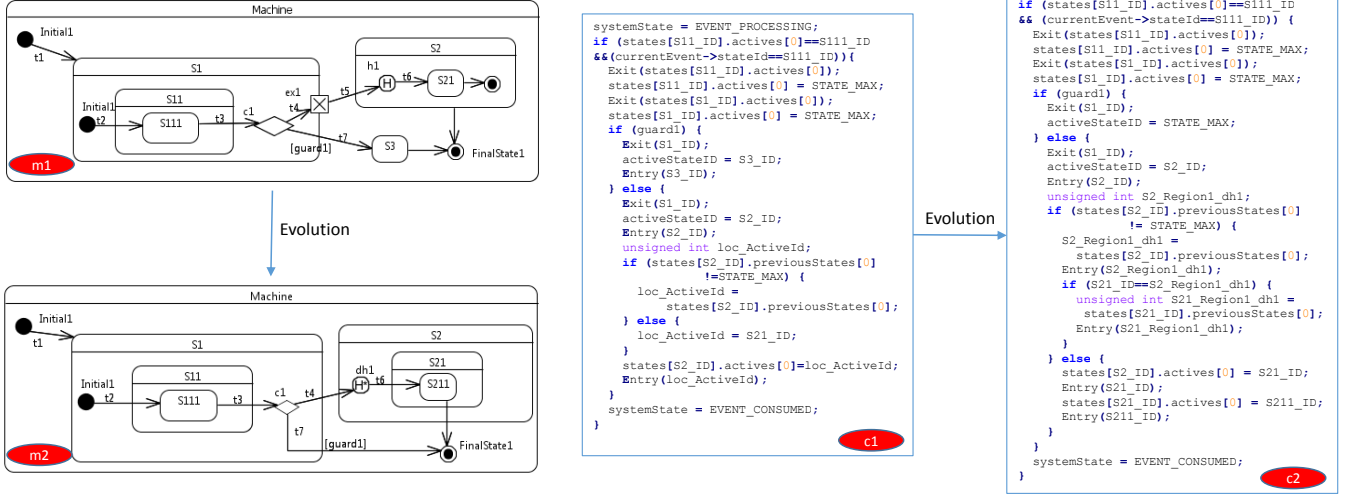 Machine
Initial1
t1
S1
S11
Initial1
t2
S111
t3
c1
t4
ex1
t5
h1
H
t6
S2
S21
t7
[guard1]
S3
FinalState1
m1
Evolution
Machine
Initial1
t1
S1
S11
Initial1
t2
S111
t3
c1
t4
dh1
H*
t6
S2
S21
S211
t7
[guard1]
FinalState1
m2
systemState = EVENT_PROCESSING;
if (states[S11_ID].actives[0]==S111_ID
&&(currentEvent->stateId==S111_ID)){
Exit(states[S11_ID].actives[0]);
states[S11_ID].actives[0] = STATE_MAX;
Exit(states[S1_ID].actives[0]);
states[S1_ID].actives[0] = STATE_MAX;
if (guard1) {
Exit(S1_ID);
activeStateID = S3_ID;
Entry(S3_ID);
} else {
Exit(S1_ID);
activeStateID = S2_ID;
Entry(S2_ID);
unsigned int loc_ActiveId;
if (states[S2_ID].previousStates[0]
!=STATE_MAX) {
loc_ActiveId =
states[S2_ID].previousStates[0];
} else {
loc_ActiveId = S21_ID;
}
states[S2_ID].actives[0]=loc_ActiveId;
Entry(loc_ActiveId);
}
systemState = EVENT_CONSUMED;
}
c1
Evolution
if (states[S11_ID].actives[0]==S111_ID
&& (currentEvent->stateId==S111_ID)) {
Exit(states[S11_ID].actives[0]);
states[S11_ID].actives[0] = STATE_MAX;
Exit(states[S1_ID].actives[0]);
states[S1_ID].actives[0] = STATE_MAX;
if (guard1) {
Exit(S1_ID);
activeStateID = STATE_MAX;
} else {
Exit(S1_ID);
activeStateID = S2_ID;
Entry(S2_ID);
unsigned int S2_Region1_dh1;
if (states[S2_ID].previousStates[0]
!= STATE_MAX) {
S2_Region1_dh1 =
states[S2_ID].previousStates[0];
Entry(S2_Region1_dh1);
if (S21_ID==S2_Region1_dh1) {
unsigned int S21_Region1_dh1 =
states[S21_ID].previousStates[0];
Entry(S21_Region1_dh1);
}
} else {
states[S2_ID].actives[0] = S21_ID;
Entry(S21_ID);
states[S21_ID].actives[0] = S211_ID;
Entry(S211_ID);
}
}
systemState = EVENT_CONSUMED;
}
c2